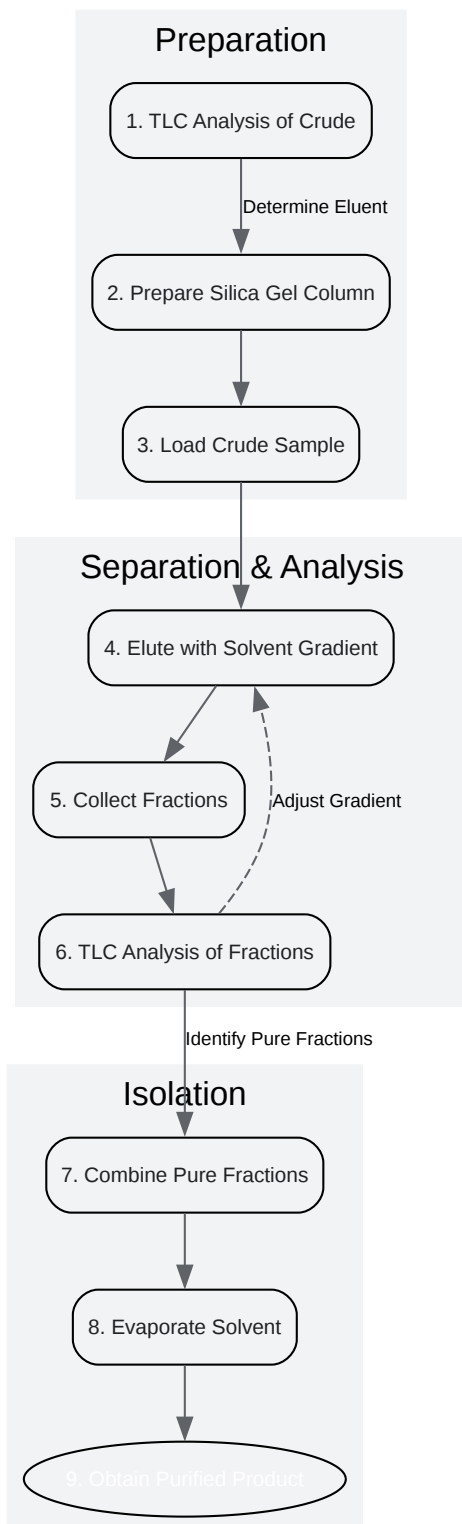 Preparation
1. TLC Analysis of Crude
Determine Eluent
2. Prepare Silica Gel Column
3. Load Crude Sample
Separation & Analysis
4. Elute with Solvent Gradient
5. Collect Fractions
Adjust Gradient
6. TLC Analysis of Fractions
Identify Pure Fractions
Isolation
7. Combine Pure Fractions
8. Evaporate Solvent
9. Obtain Purified Product